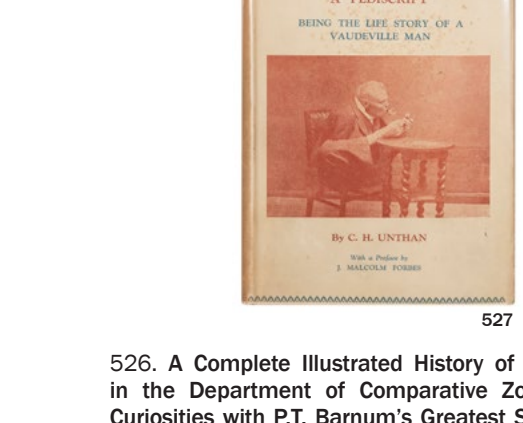 A PEDISCRIPT
BEING THE LIFE STORY OF A
VAUDEVILLE MAN
By C. H. UNTHAN
With a Preface by
J. MALCOLM FORBES
527
526. A Complete Illustrated History of
in the Department of Comparative Zo
Curiosities with P.T. Barnum's Greatest S